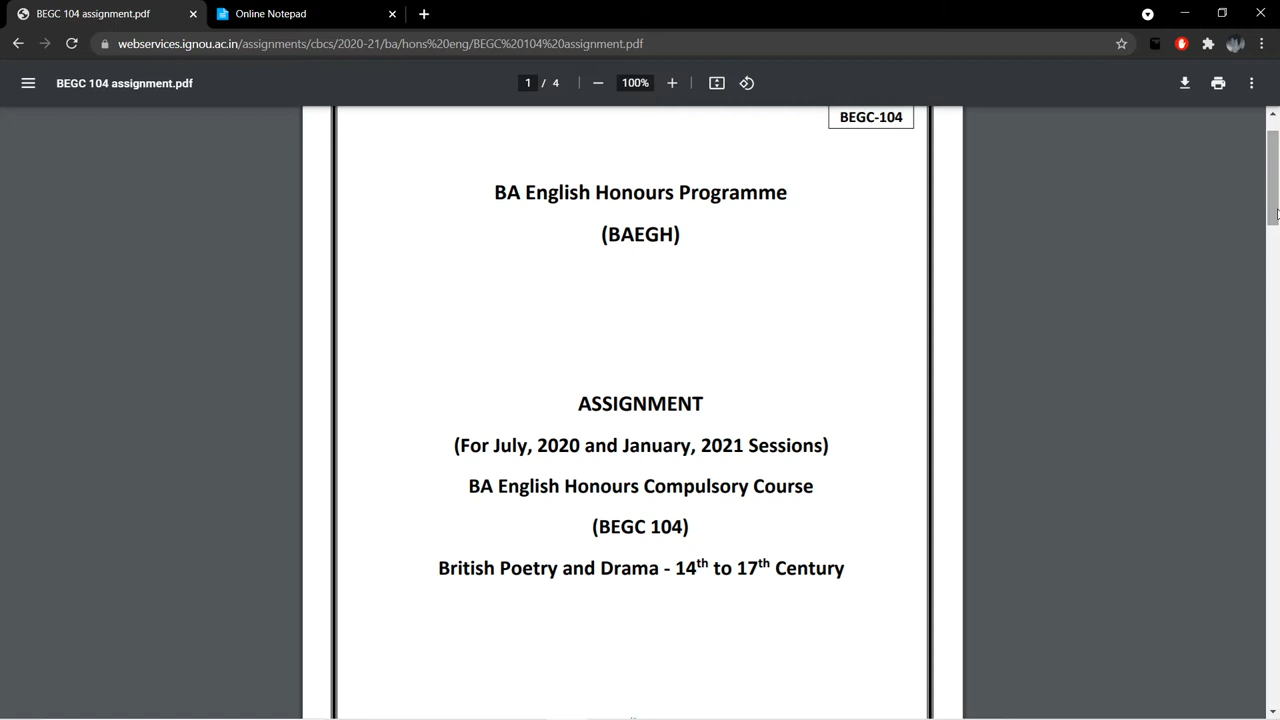 BEGC 104 assignment.pdf
Online Notepad
webservices.ignou.ac.in/assignments/cbcs/2020-21/ba/hons%20eng/BEGC%20104%20assignment.pdf
BEGC 104 assignment.pdf
1 / 4
100%
BEGC-104
BA English Honours Programme
(BAEGH)
ASSIGNMENT
(For July, 2020 and January, 2021 Sessions)
BA English Honours Compulsory Course
(BEGC 104)
British Poetry and Drama - 14th to 17th Century